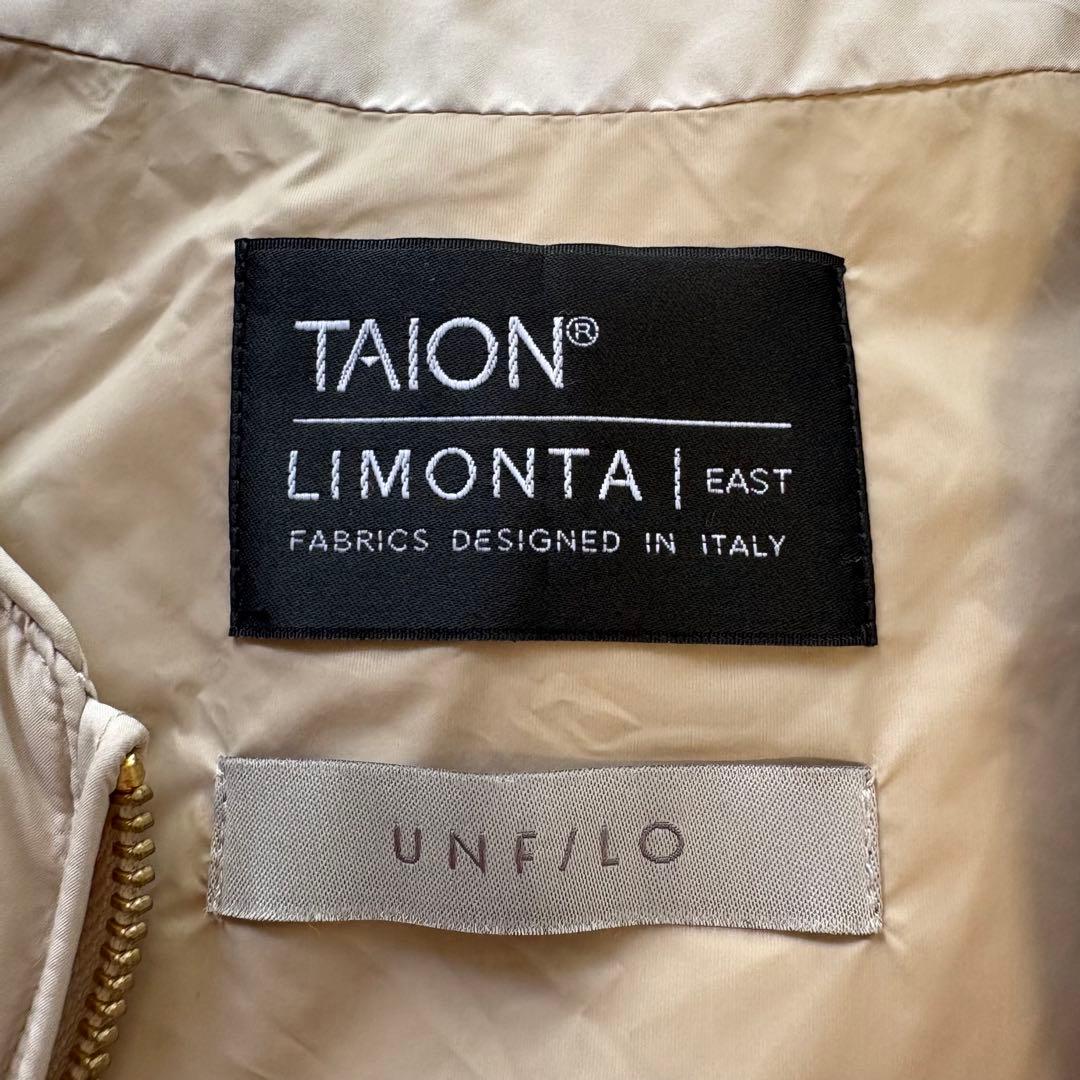 TAION®
LIMONTA | EAST
FABRICS DESIGNED IN ITALY
UNF/LO